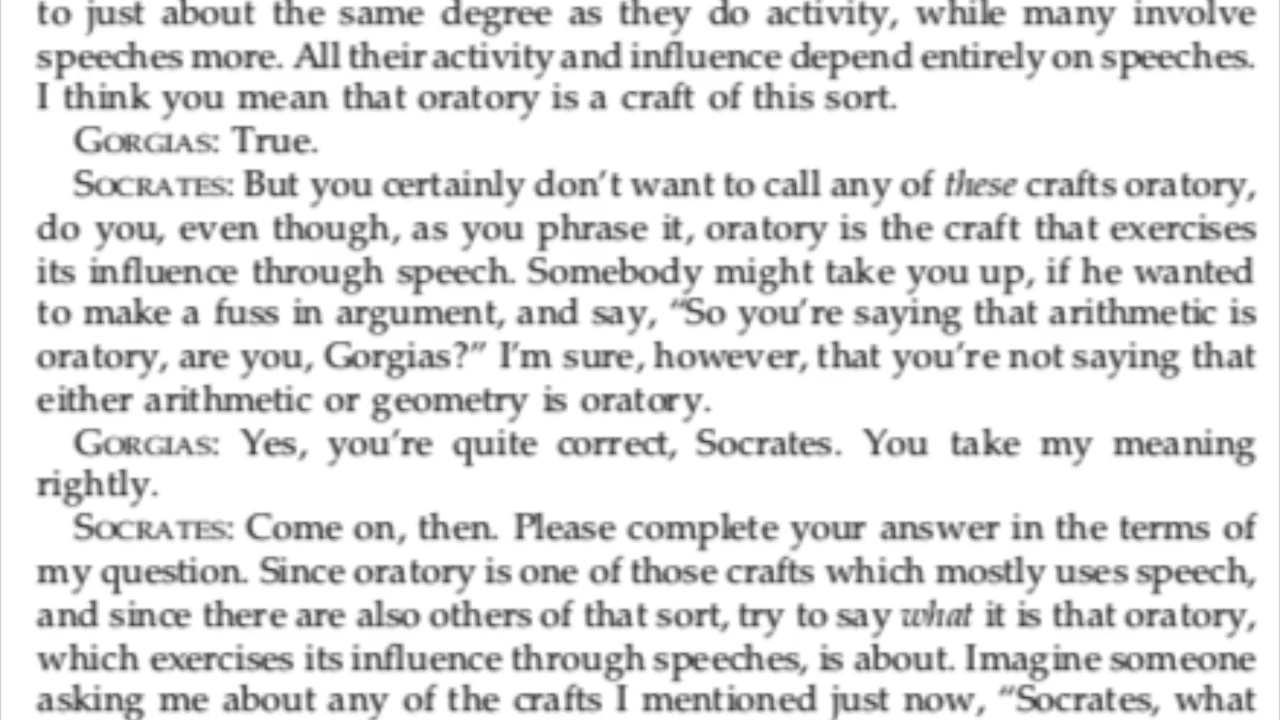 to just about the same degree as they do activity, while many involve
speeches more. All their activity and influence depend entirely on speeches.
I think you mean that oratory is a craft of this sort.
GORGIAS: True.
SOCRATES: But you certainly don't want to call any of these crafts oratory,
do you, even though, as you phrase it, oratory is the craft that exercises
its influence through speech. Somebody might take you up, if he wanted
to make a fuss in argument, and say, “So you're saying that arithmetic is
oratory, are you, Gorgias?” I'm sure, however, that you're not saying that
either arithmetic or geometry is oratory.
GORGIAS: Yes, you're quite correct, Socrates. You take my meaning
rightly.
SOCRATES: Come on, then. Please complete your answer in the terms of
my question. Since oratory is one of those crafts which mostly uses speech,
and since there are also others of that sort, try to say what it is that oratory,
which exercises its influence through speeches, is about. Imagine someone
asking me about any of the crafts I mentioned just now, “Socrates, what